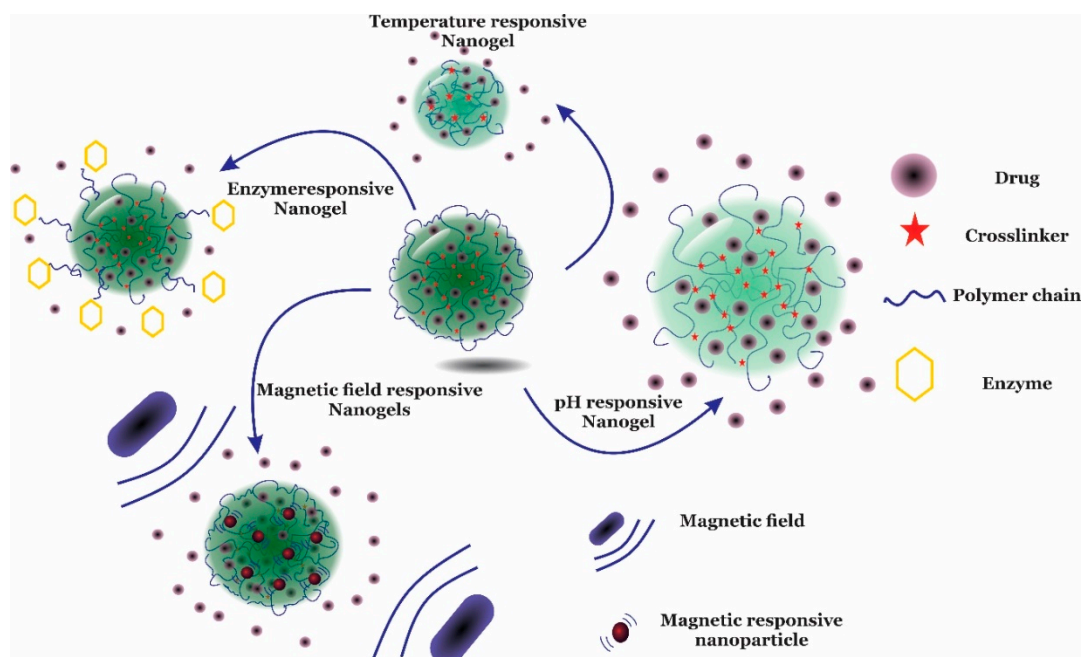 Temperature responsive
Nanogel
Enzymeresponsive
Nanogel
Drug
Crosslinker
Polymer chain
Enzyme
Magnetic field responsive
Nanogels
pH responsive
Nanogel
Magnetic field
Magnetic responsive
nanoparticle